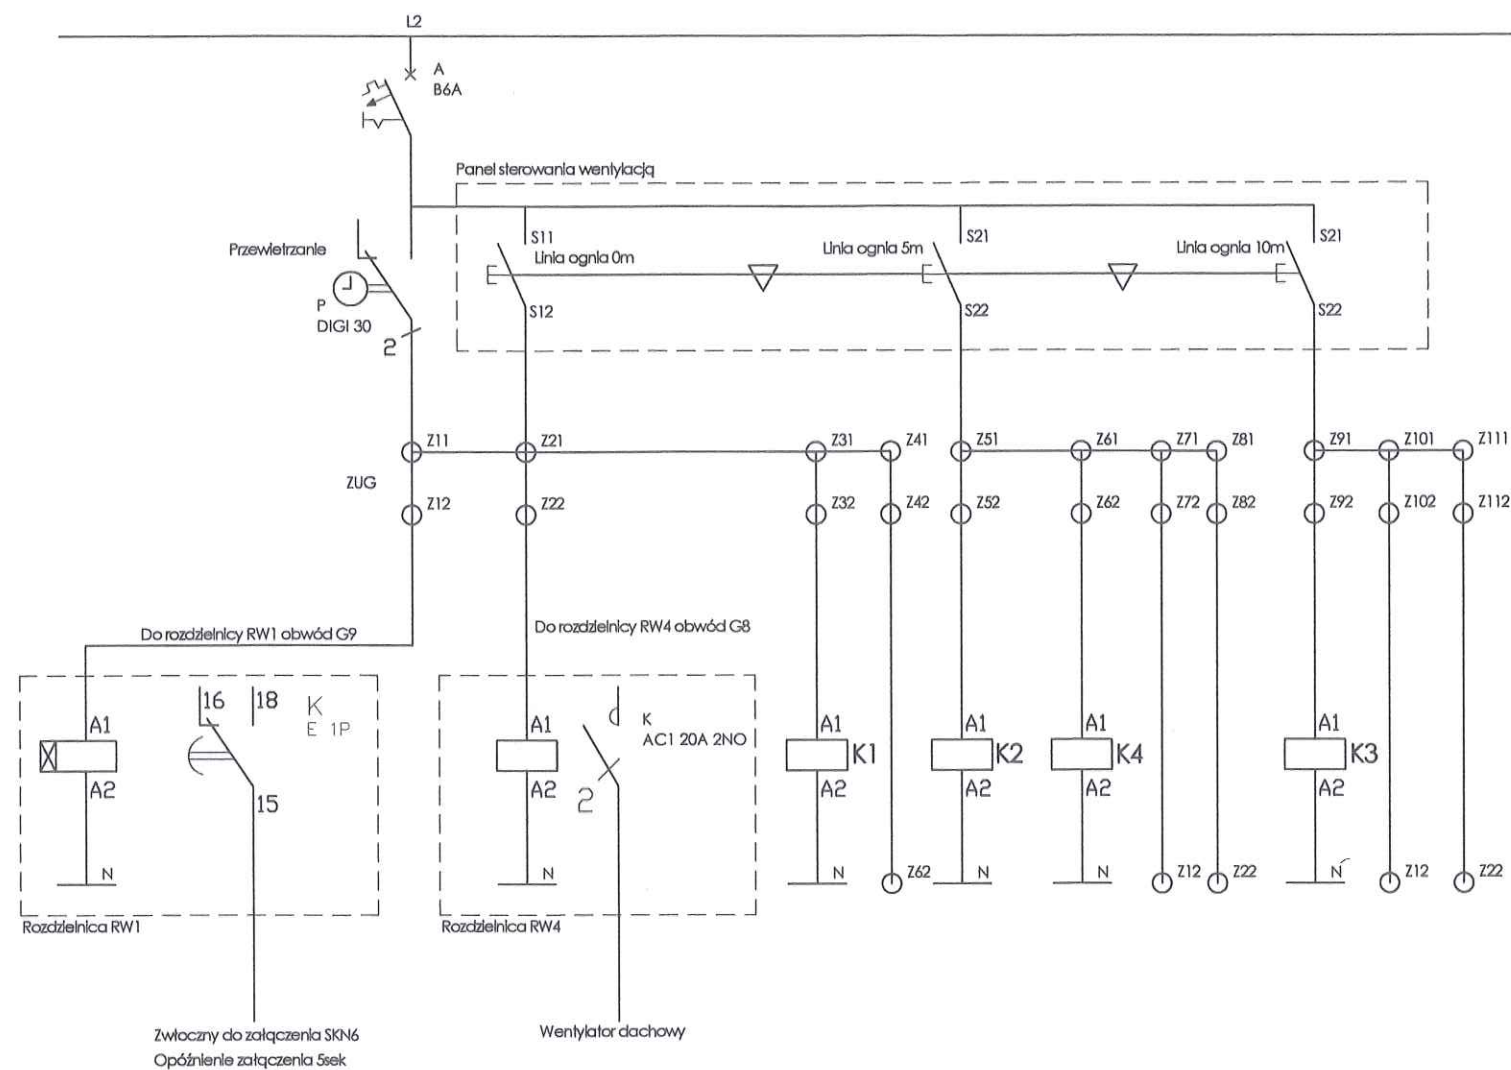 L2
A
B6A
Panel sterowania wentylacją
Przewietrzanie
P
DIGI 30
2
S11
Linia ognia 0m
S12
Linia ognia 5m
S21
S22
Linia ognia 10m
S21
S22
Z11
Z21
Z31
Z41
Z51
Z61
Z71
Z81
Z91
Z101
Z111
ZUG
Z12
Z22
Z32
Z42
Z52
Z62
Z72
Z82
Z92
Z102
Z112
Do rozdzielnicy RW1 obwód G9
Do rozdzielnicy RW4 obwód G8
A1
A2
N
16
18
K
E 1P
15
Rozdzielnica RW1
A1
A2
N
K
AC1 20A 2NO
2
Rozdzielnica RW4
A1
K1
A2
N
Z62
A1
K2
A2
N
A1
K4
A2
N
Z12
Z22
A1
K3
A2
N
Z12
Z22
Zwłoczny do załączenia SKN6
Opóźnienie załączenia 5sek
Wentylator dachowy